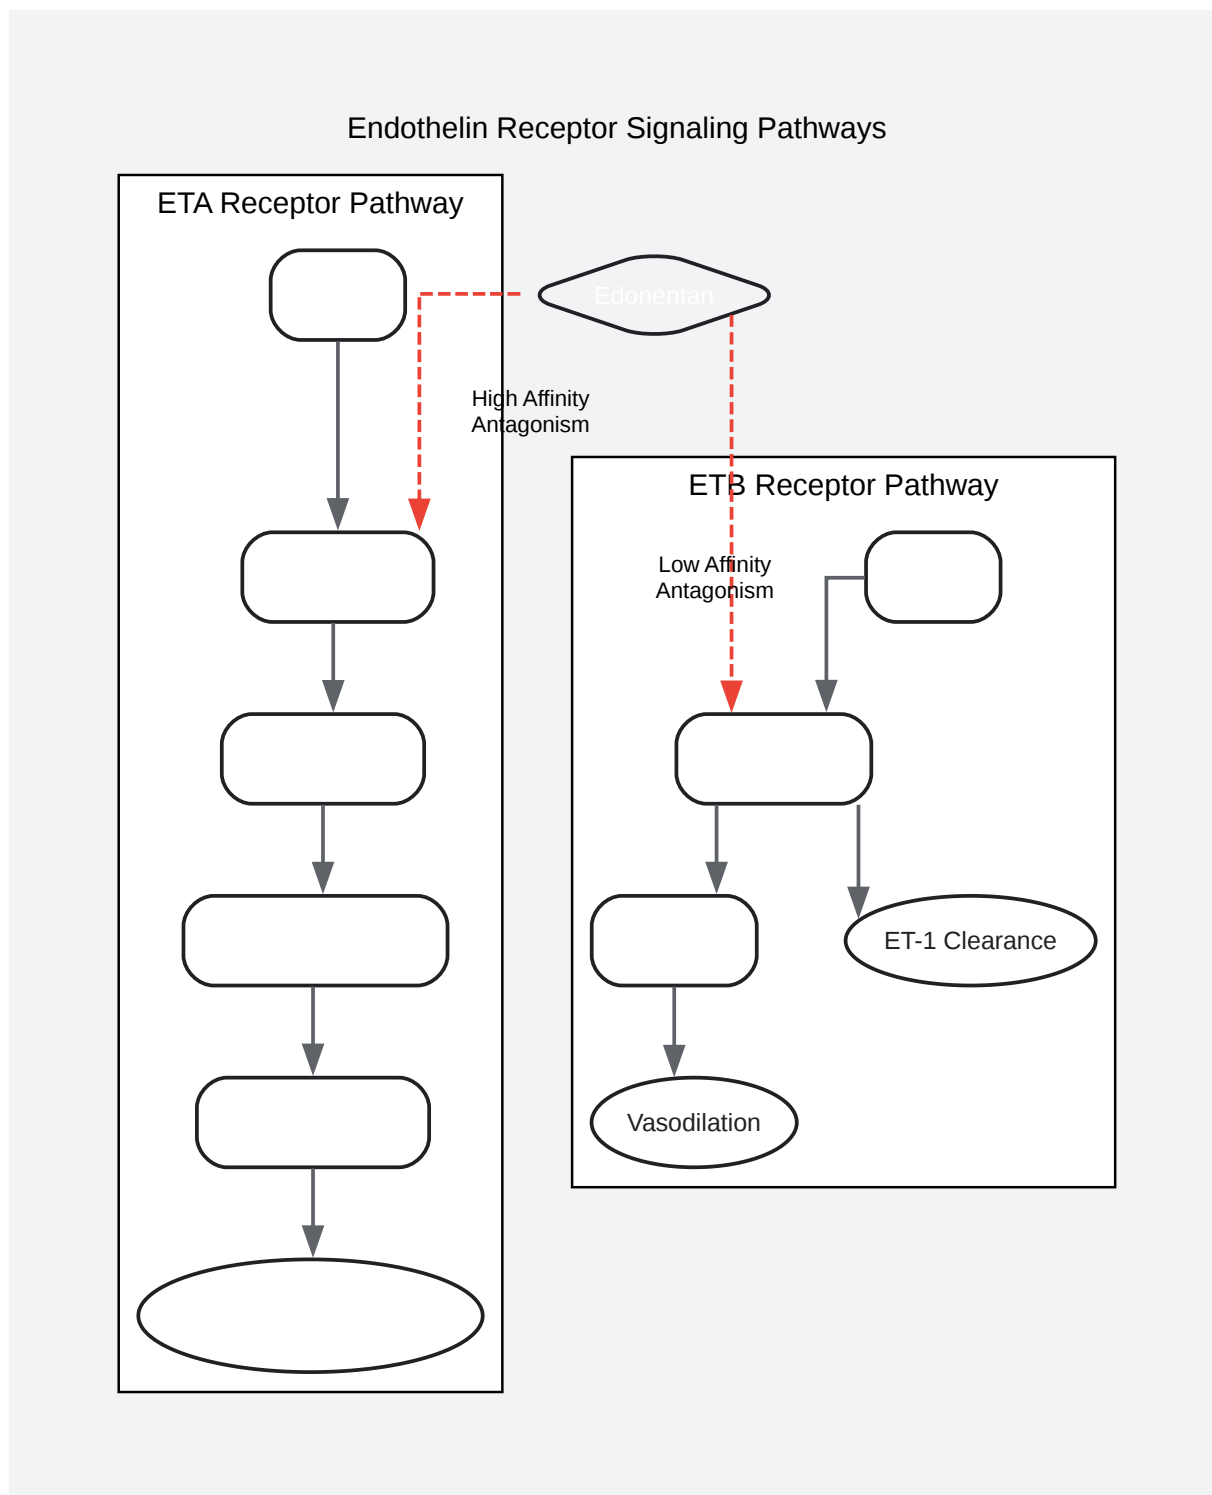 Endothelin Receptor Signaling Pathways
ETA Receptor Pathway
Edonentan
High Affinity
Antagonism
ETB Receptor Pathway
Low Affinity
Antagonism
ET-1 Clearance
Vasodilation